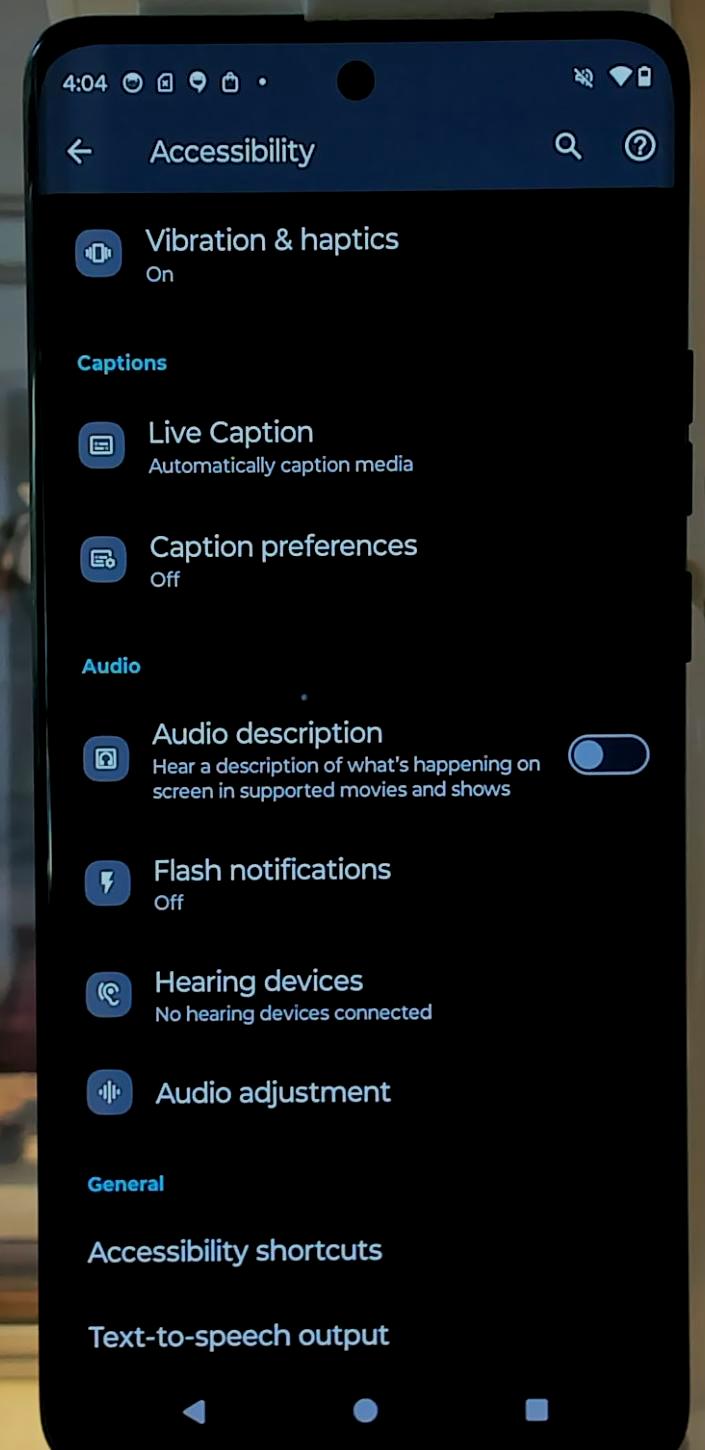 4:04
Accessibility
Vibration & haptics
On
Captions
Live Caption
Automatically caption media
Caption preferences
Off
Audio
Audio description
Hear a description of what's happening on
screen in supported movies and shows
Flash notifications
Off
Hearing devices
No hearing devices connected
Audio adjustment
General
Accessibility shortcuts
Text-to-speech output